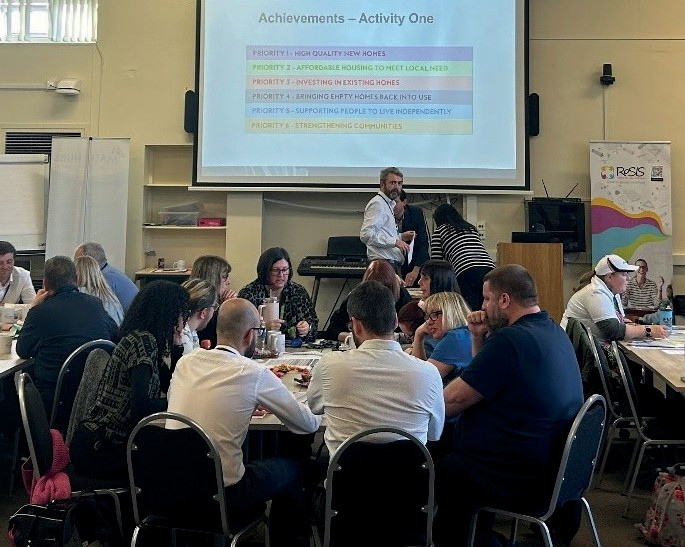 Achievements – Activity One
PRIORITY 1 - HIGH QUALITY NEW HOMES
PRIORITY 2 - AFFORDABLE HOUSING TO MEET LOCAL NEED
PRIORITY 3 - INVESTING IN EXISTING HOMES
PRIORITY 4 - BRINGING EMPTY HOMES BACK INTO USE
PRIORITY 5 - SUPPORTING PEOPLE TO LIVE INDEPENDENTLY
PRIORITY 6 - STRENGTHENING COMMUNITIES
ReSIS